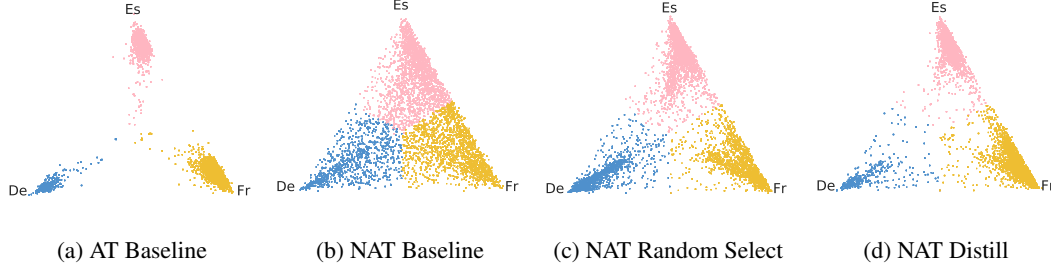 Es
De
Fr
(a) AT Baseline
Es
De
Fr
(b) NAT Baseline
Es
De
Fr
(c) NAT Random Select
Es
De
Fr
(d) NAT Distill